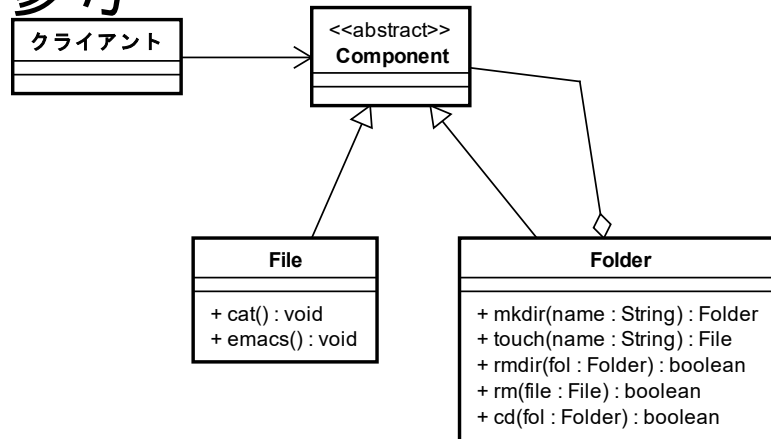 クライアント
<<abstract>>
Component
File
+ cat() : void
+ emacs() : void
Folder
+ mkdir(name : String) : Folder
+ touch(name : String) : File
+ rmdir(fol : Folder) : boolean
+ rm(file : File) : boolean
+ cd(fol : Folder) : boolean